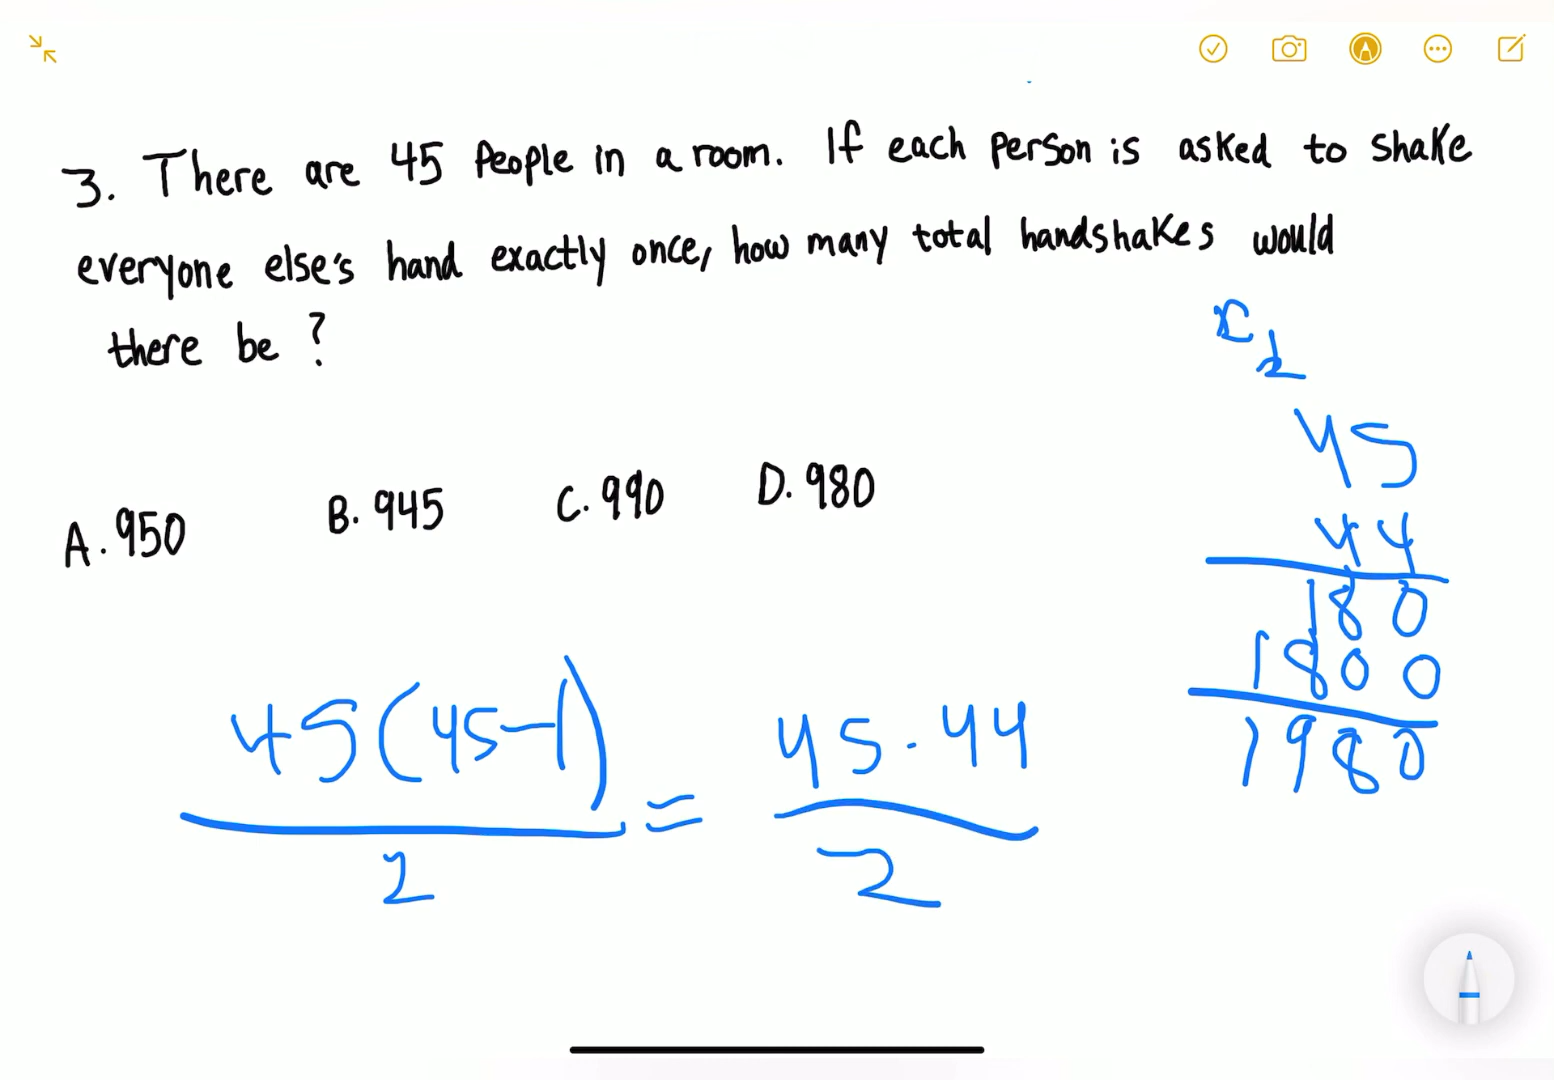 3. There are 45 People in a room. If each person is asked to shake
everyone else's hand exactly once, how many total handshakes would
there be ?
2
45
44
A. 950 B. 945 C. 990 D. 980
180
1800
1980
45(45-1) = 45·44
2 2